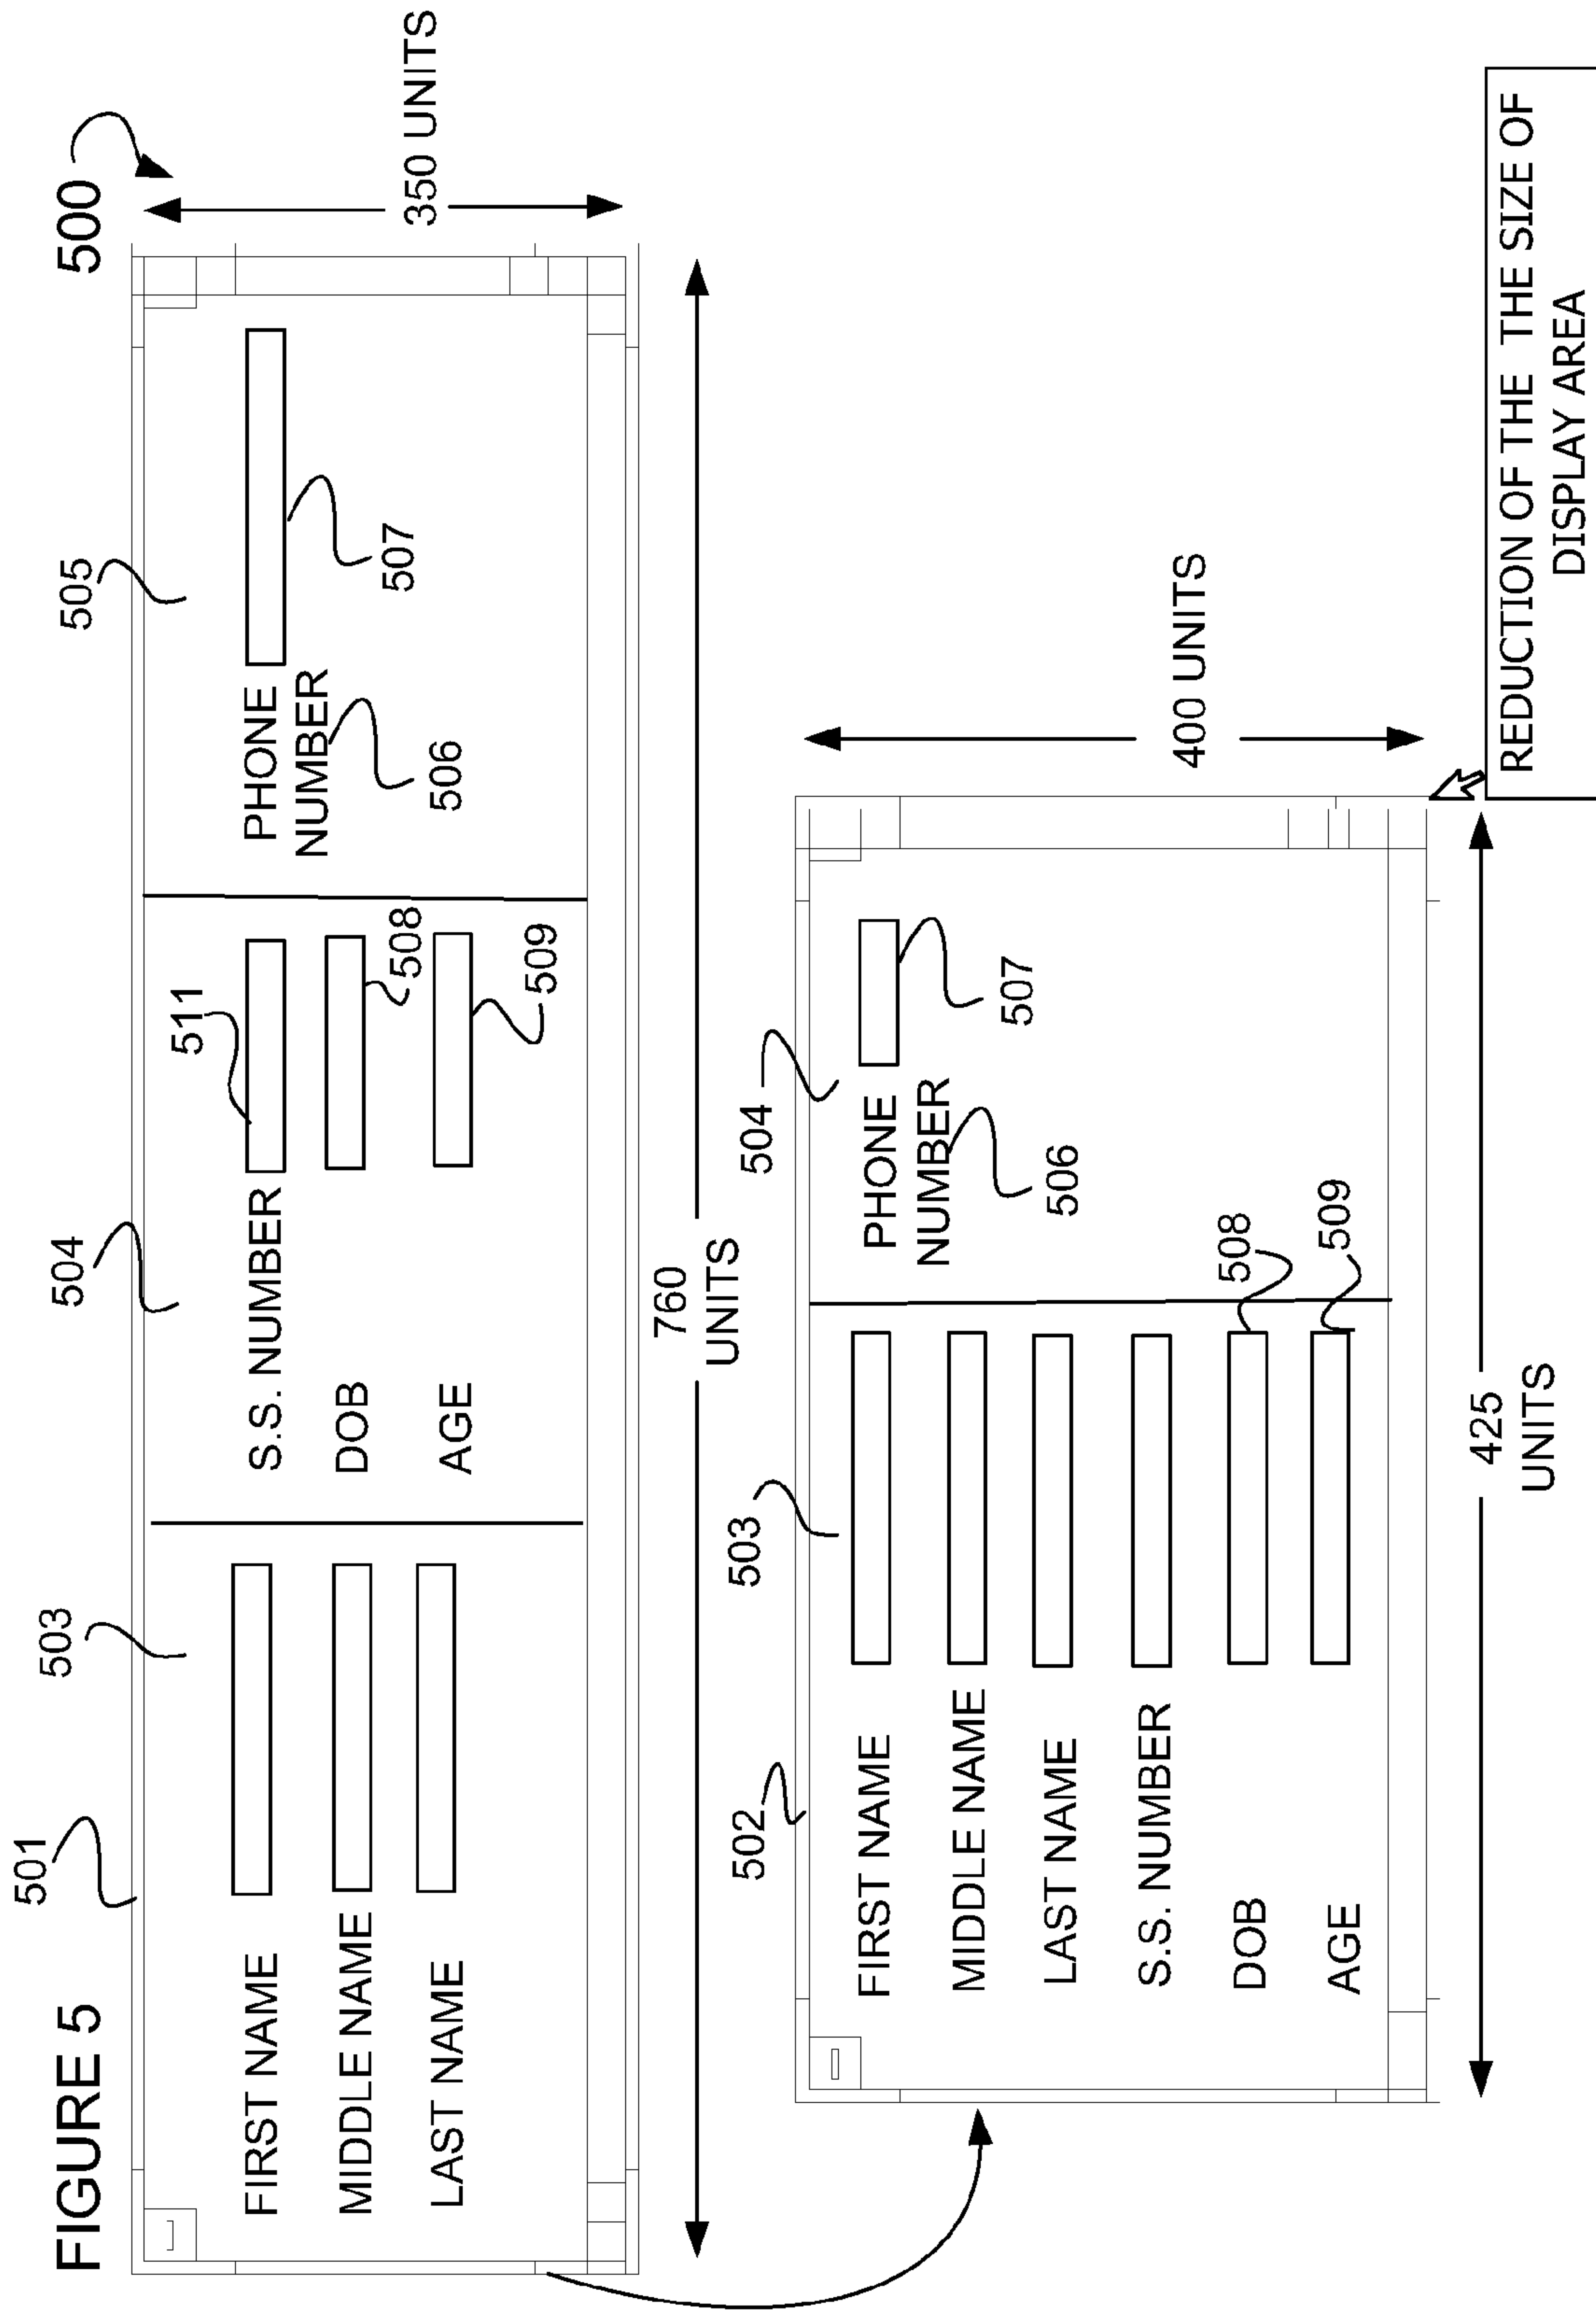 FIGURE 5
500
501
503
504
505
FIRST NAME
MIDDLE NAME
LAST NAME
S.S. NUMBER
DOB
AGE
511
508
509
PHONE
NUMBER
507
506
350 UNITS
760
UNITS
502
503
504
FIRST NAME
MIDDLE NAME
LAST NAME
S.S. NUMBER
DOB
AGE
508
509
PHONE
NUMBER
507
506
400 UNITS
425
UNITS
REDUCTION OF THE THE SIZE OF
DISPLAY AREA